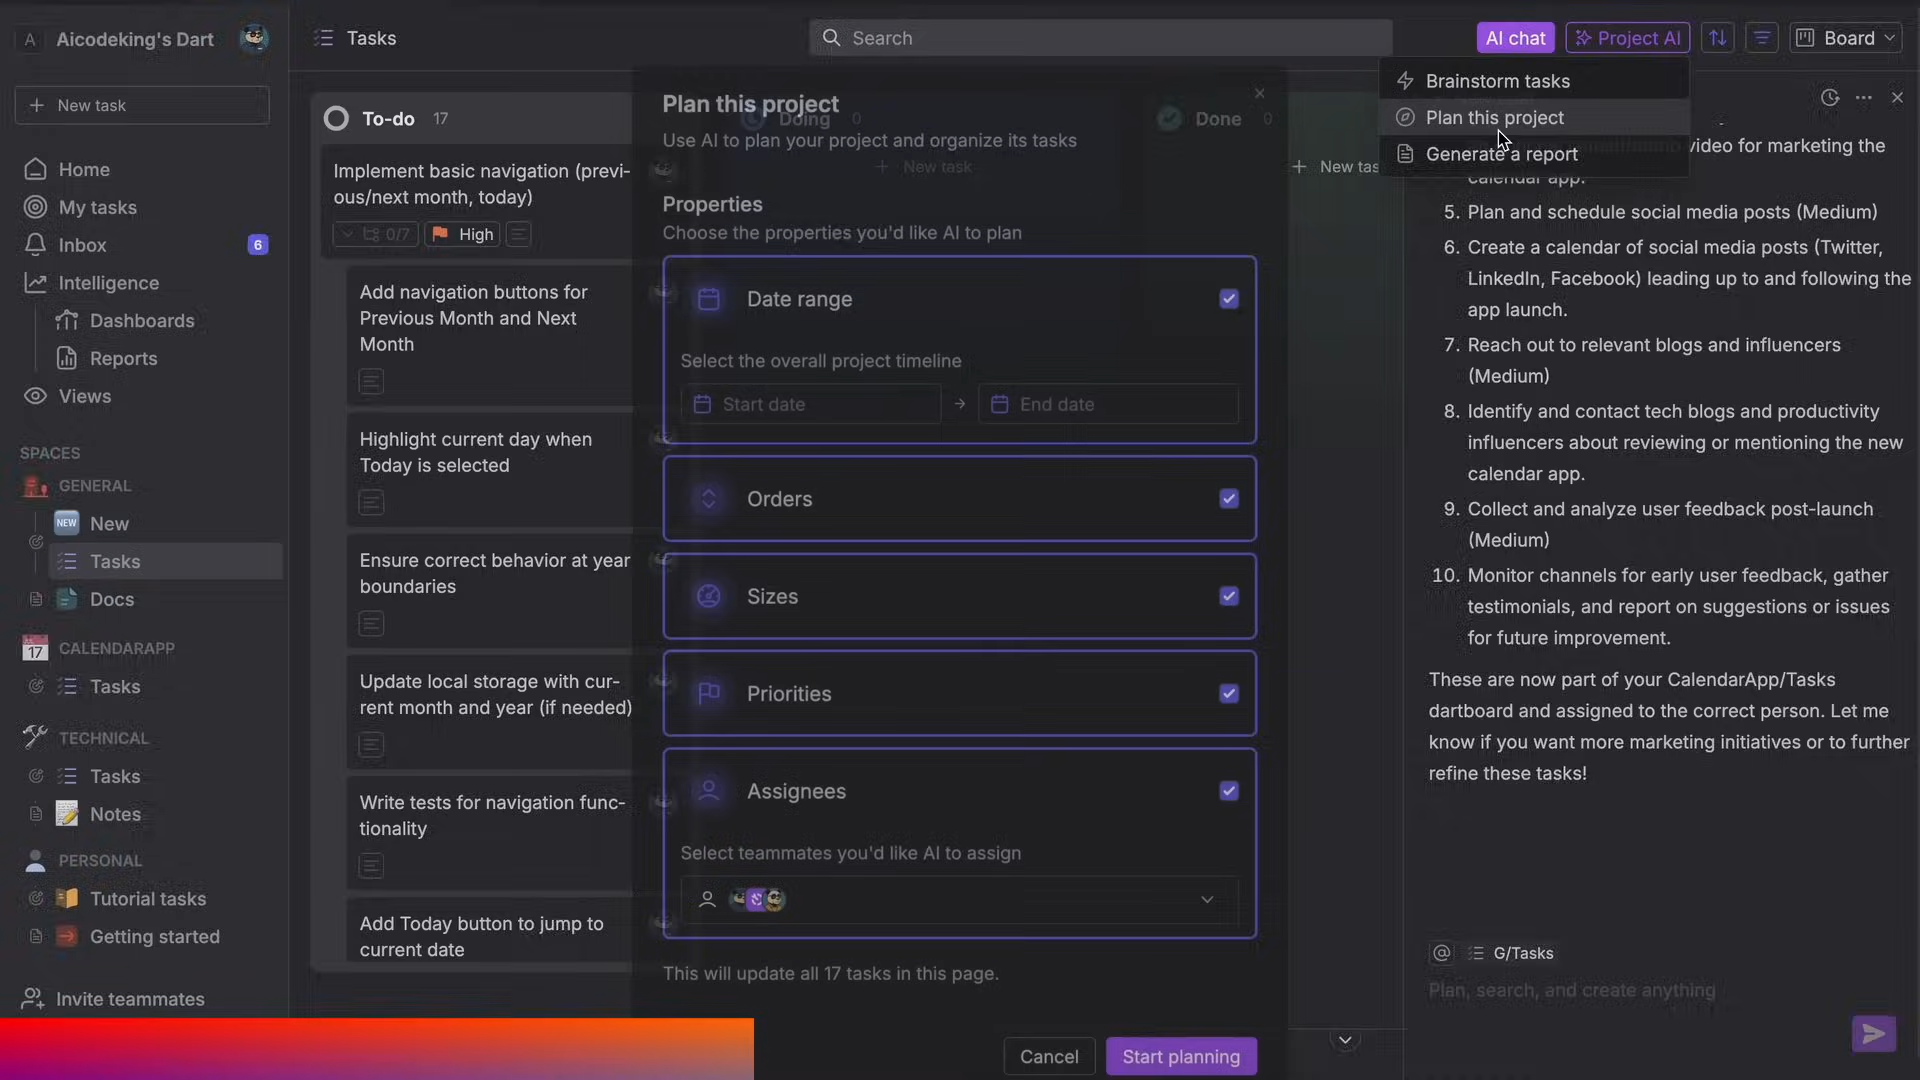 A Aicodeking's Dart
New task
Home
My tasks
Inbox 6
Intelligence
Dashboards
Reports
Views
SPACES
GENERAL
NEW New
Tasks
Docs
17 CALENDARAPP
Tasks
TECHNICAL
Tasks
Notes
PERSONAL
Tutorial tasks
Getting started
Invite teammates
Tasks
Search
AI chat
Project AI
Board
Brainstorm tasks
Plan this project
Generate a report
To-do 17
Implement basic navigation (previ-
ous/next month, today)
0/7 High
Add navigation buttons for
Previous Month and Next
Month
Highlight current day when
Today is selected
Ensure correct behavior at year
boundaries
Update local storage with cur-
rent month and year (if needed)
Write tests for navigation func-
tionality
Add Today button to jump to
current date
Doing 0
New task
Done 0
New tas
Plan this project
Use AI to plan your project and organize its tasks
Properties
Choose the properties you'd like AI to plan
Date range
Select the overall project timeline
Start date
End date
Orders
Sizes
Priorities
Assignees
Select teammates you'd like AI to assign
This will update all 17 tasks in this page.
Cancel
Start planning
video for marketing the
calendar app.
5. Plan and schedule social media posts (Medium)
6. Create a calendar of social media posts (Twitter,
LinkedIn, Facebook) leading up to and following the
app launch.
7. Reach out to relevant blogs and influencers
(Medium)
8. Identify and contact tech blogs and productivity
influencers about reviewing or mentioning the new
calendar app.
9. Collect and analyze user feedback post-launch
(Medium)
10. Monitor channels for early user feedback, gather
testimonials, and report on suggestions or issues
for future improvement.
These are now part of your CalendarApp/Tasks
dartboard and assigned to the correct person. Let me
know if you want more marketing initiatives or to further
refine these tasks!
G/Tasks
Plan, search, and create anything